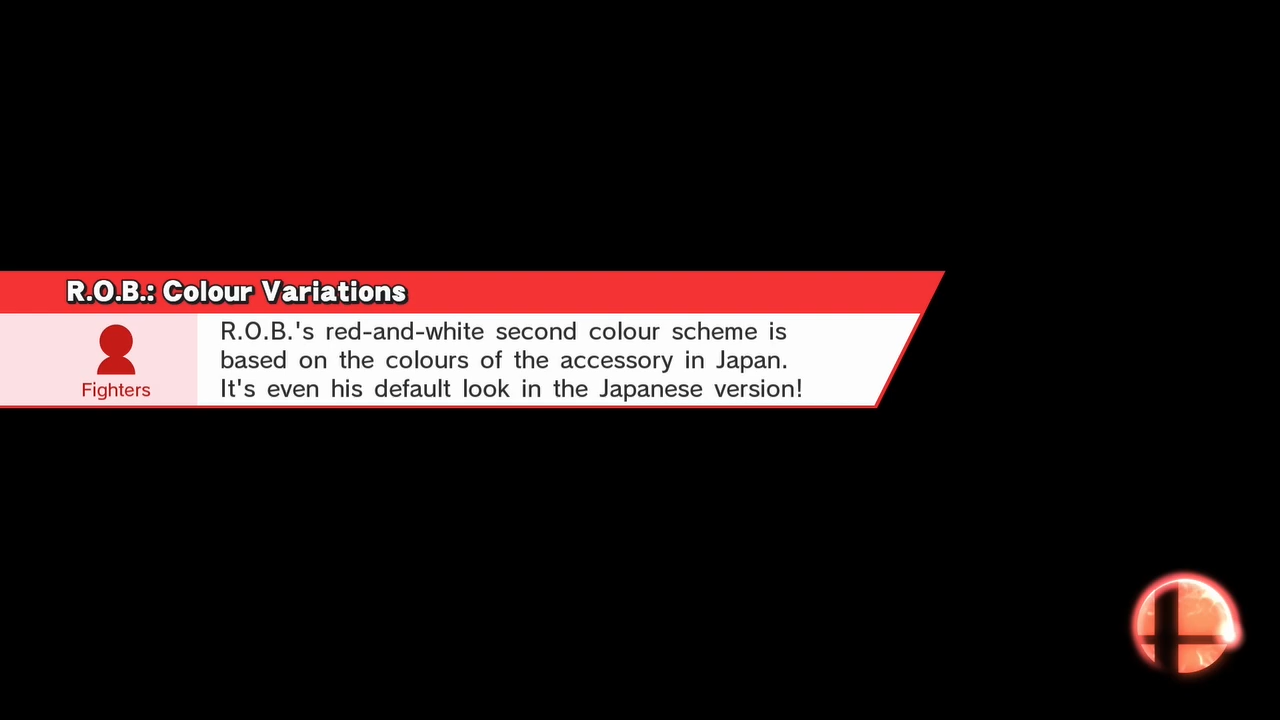 R.O.B.: Colour Variations
Fighters
R.O.B.'s red-and-white second colour scheme is
based on the colours of the accessory in Japan.
It's even his default look in the Japanese version!